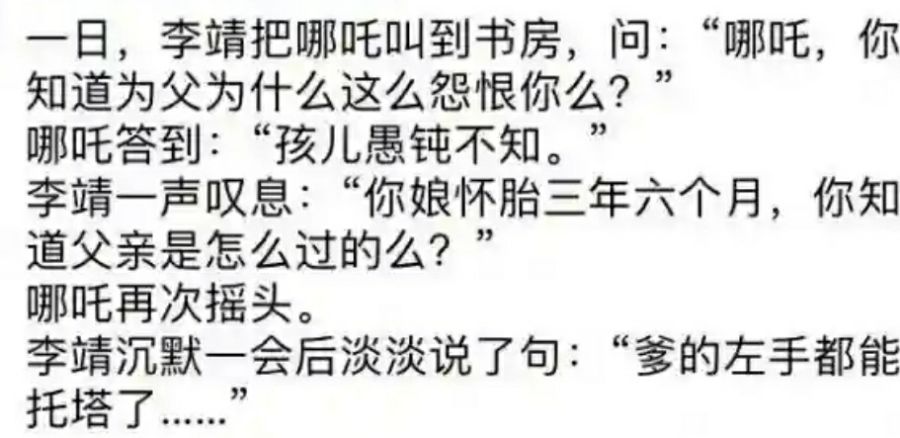 一日，李靖把哪吒叫到书房，问：“哪吒，你
知道为父为什么这么怨恨你么？”
哪吒答到：“孩儿愚钝不知。”
李靖一声叹息：“你娘怀胎三年六个月，你知
道父亲是怎么过的么？”
哪吒再次摇头。
李靖沉默一会后淡淡说了句：“爹的左手都能
托塔了......”